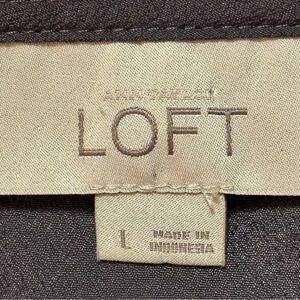 ANN TAYLOR
LOFT
L
MADE IN
INDONESIA